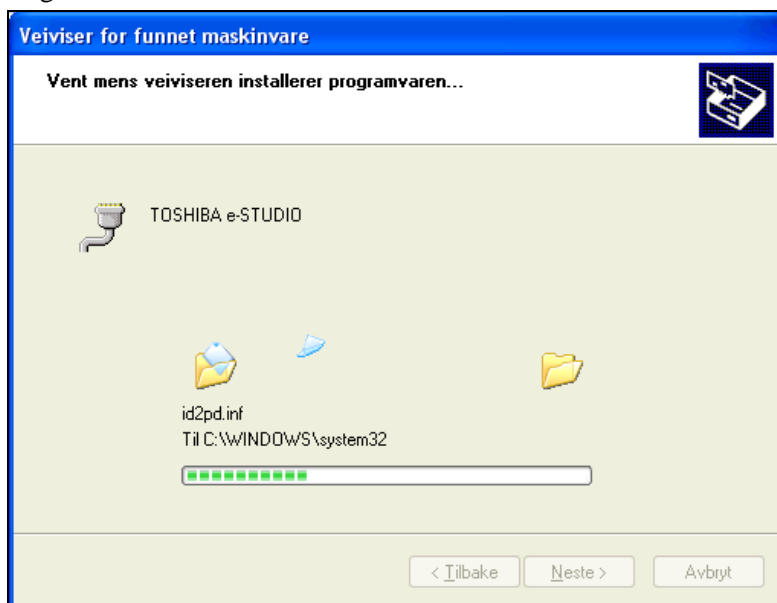 Veiviser for funnet maskinvare
Vent mens veiviseren installerer programvaren...
TOSHIBA e-STUDIO
id2pd.inf
Til C:\WINDOWS\system32
< Tilbake
Neste >
Avbryt